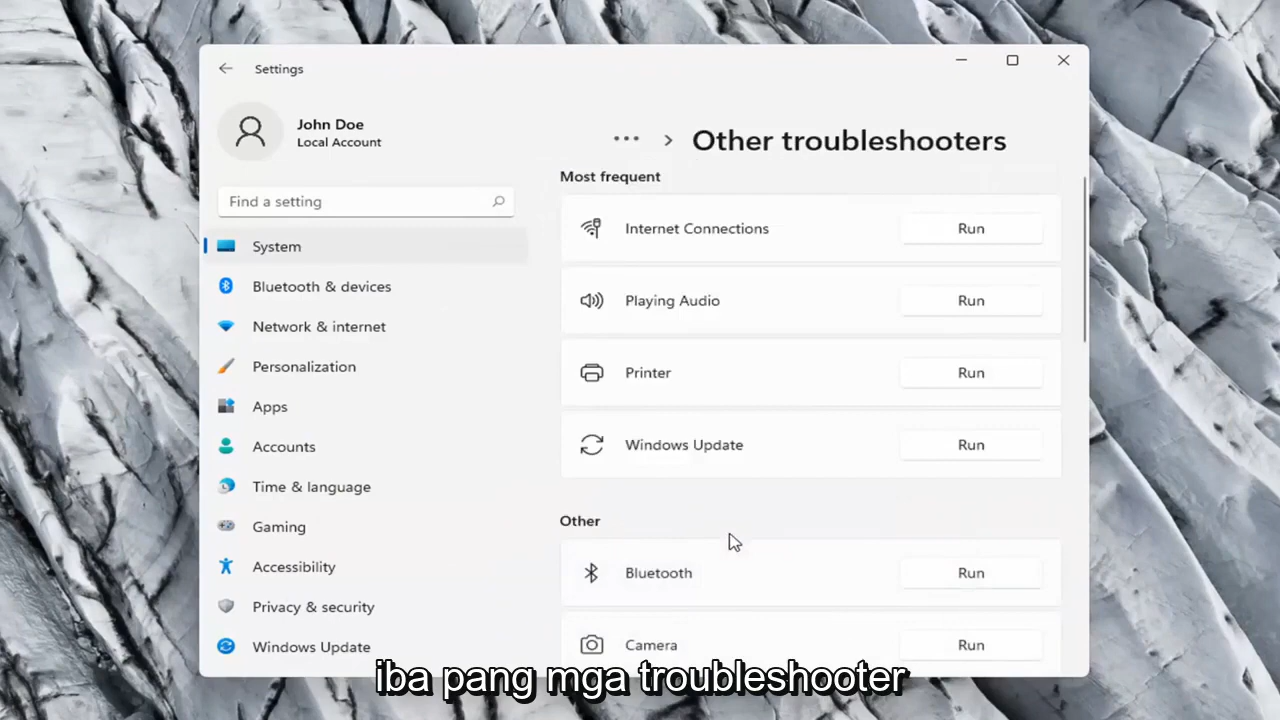 Settings
John Doe
Local Account
Find a setting
System
Bluetooth & devices
Network & internet
Personalization
Apps
Accounts
Time & language
Gaming
Accessibility
Privacy & security
Windows Update
••• > Other troubleshooters
Most frequent
Internet Connections Run
Playing Audio Run
Printer Run
Windows Update Run
Other
Bluetooth Run
Camera Run
iba pang mga troubleshooter